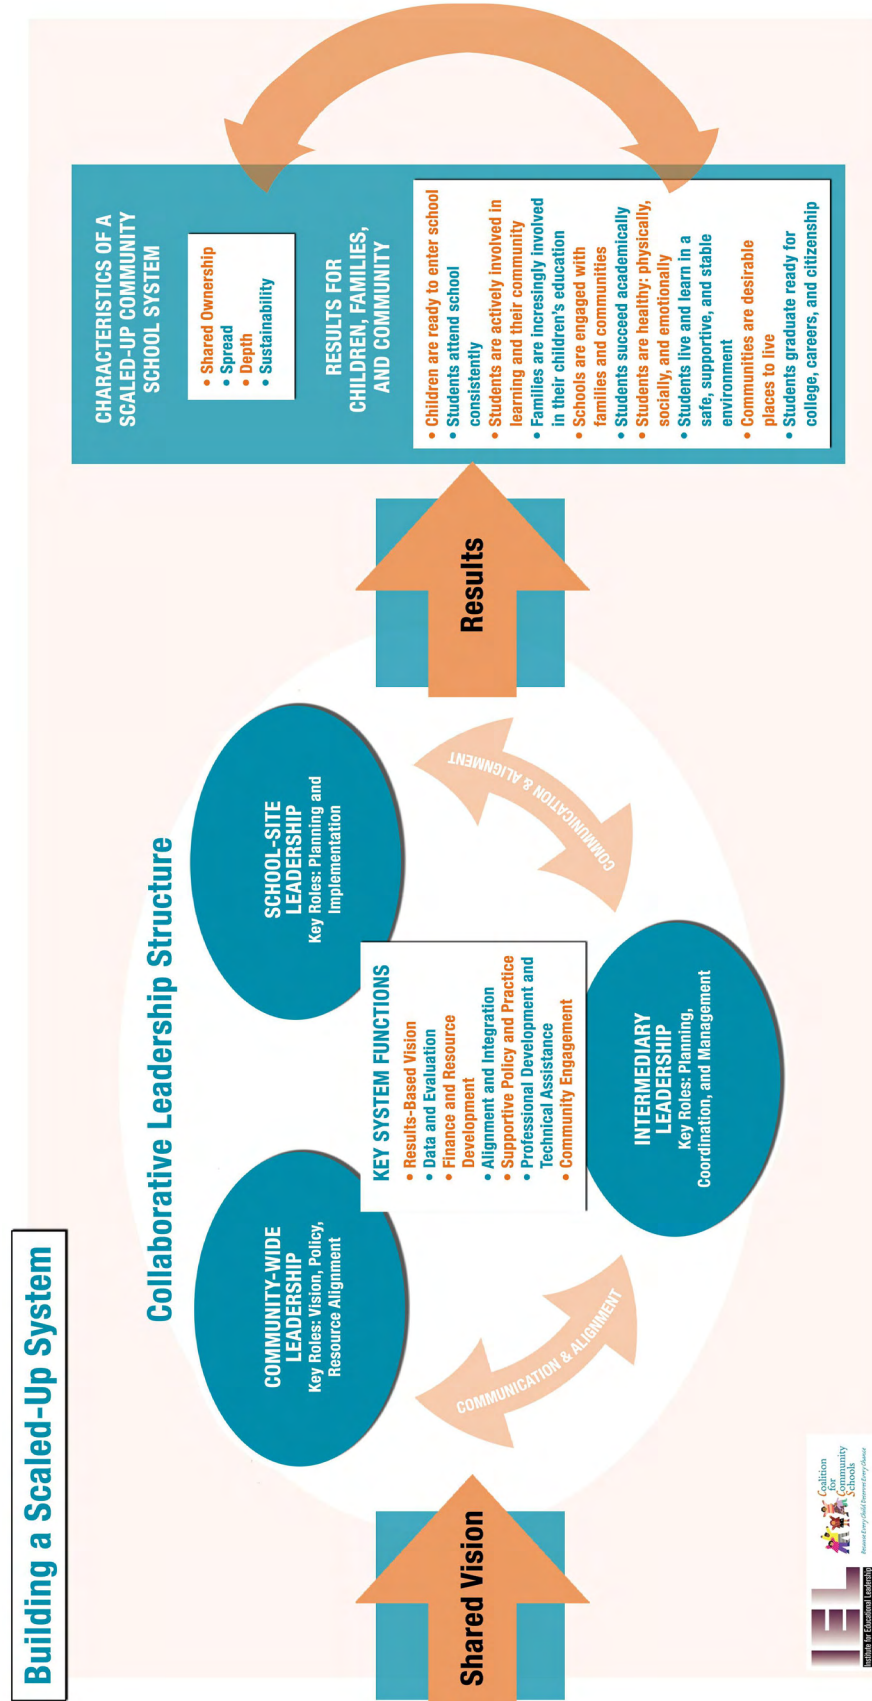 Building a Scaled-Up System
Shared Vision
Collaborative Leadership Structure
COMMUNITY-WIDE
LEADERSHIP
Key Roles: Vision, Policy,
Resource Alignment
SCHOOL-SITE
LEADERSHIP
Key Roles: Planning and
Implementation
KEY SYSTEM FUNCTIONS
• Results-Based Vision
• Data and Evaluation
• Finance and Resource
Development
• Alignment and Integration
• Supportive Policy and Practice
• Professional Development and
Technical Assistance
• Community Engagement
COMMUNICATION & ALIGNMENT
COMMUNICATION & ALIGNMENT
INTERMEDIARY
LEADERSHIP
Key Roles: Planning,
Coordination, and Management
Results
CHARACTERISTICS OF A
SCALED-UP COMMUNITY
SCHOOL SYSTEM
• Shared Ownership
• Spread
• Depth
• Sustainability
RESULTS FOR
CHILDREN, FAMILIES,
AND COMMUNITY
• Children are ready to enter school
• Students attend school
consistently
• Students are actively involved in
learning and their community
• Families are incresingly involved
in their children's education
• Schools are engaged with
families and communities
• Students succeed academically
• Students are healthy: physically,
socially, and emotionally
• Students live and learn in a
safe, supportive, and stable
environment
• Communities are desirable
places to live
• Students graduate ready for
college, careers, and citizenship
IEL
Institute for Educational Leadership
Coalition
for
Community
Schools
Because Every Child Deserves Every Chance